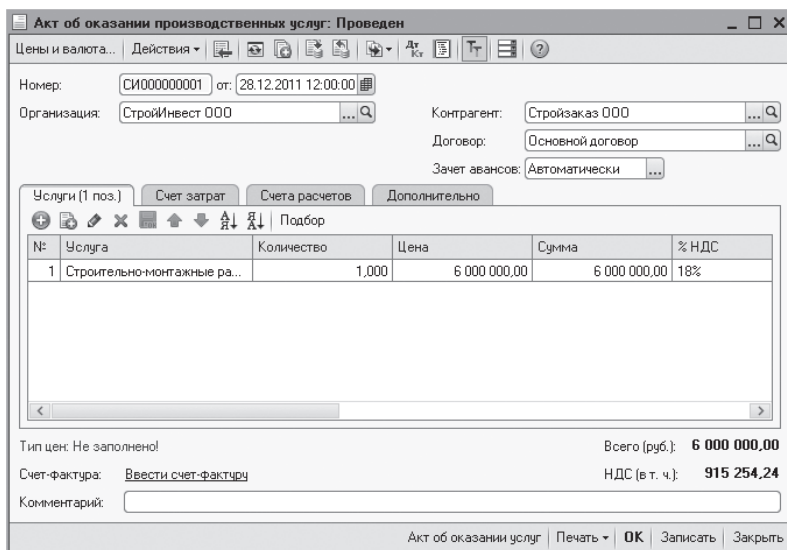 Акт об оказании производственных услуг: Проведен
Цены и валюта... Действия Дт Кт
Номер: СИ000000001 от: 28.12.2011 12:00:00
Организация: СтройИнвест ООО ... Контрагент: Стройзаказ ООО ...
Договор: Основной договор ...
Зачет авансов: Автоматически ...
Услуги (1 поз.) Счет затрат Счета расчетов Дополнительно
Подбор
№ Услуга Количество Цена Сумма % НДС
1 Строительно-монтажные ра... 1,000 6 000 000,00 6 000 000,00 18%
Тип цен: Не заполнено! Всего (руб.): 6 000 000,00
Счет-фактура: Ввести счет-фактуру НДС (в т. ч.): 915 254,24
Комментарий:
Акт об оказании услуг Печать OK Записать Закрыть